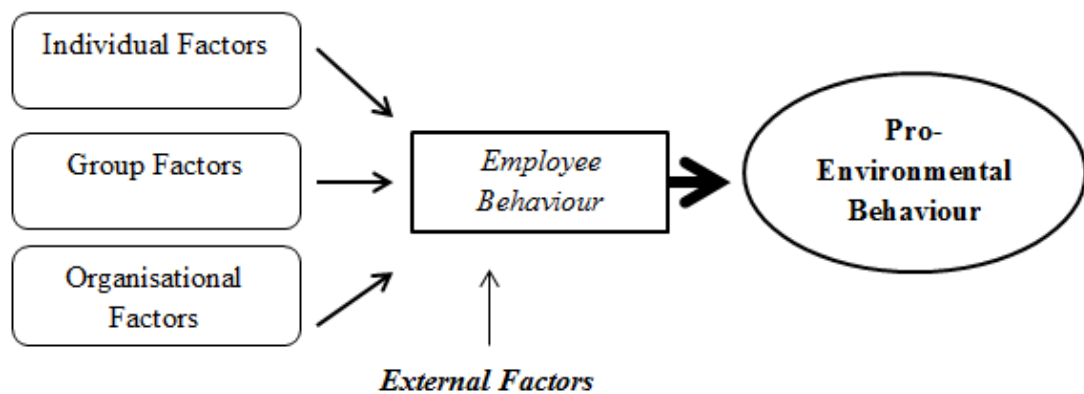 Individual Factors
Group Factors
Organisational
Factors
Employee
Behaviour
External Factors
Pro-
Environmental
Behaviour